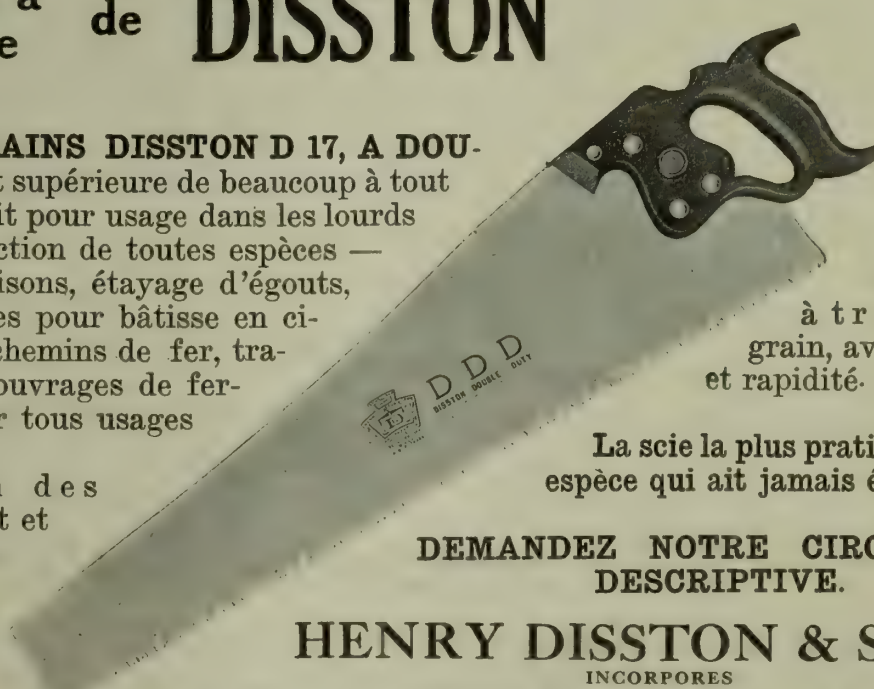 de DISSTON
AINS DISSTON D 17, A DOU-
t supérieure de beaucoup à tout
it pour usage dans les lourds
ction de toutes espèces —
isons, étayage d'égouts,
es pour bâtisse en ci-
chemins de fer, tra-
ouvrages de fer-
r tous usages
des
t et
D D D
DISSTON DOUBLE DUTY
à tr
grain, av
et rapidité.
La scie la plus prati
espèce qui ait jamais é
DEMANDEZ NOTRE CIRC
DESCRIPTIVE.
HENRY DISSTON & S
INCORPORES